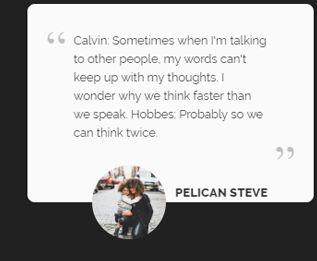 “ Calvin: Sometimes when I'm talking
to other people, my words can't
keep up with my thoughts. I
wonder why we think faster than
we speak. Hobbes: Probably so we
can think twice.
”
PELICAN STEVE